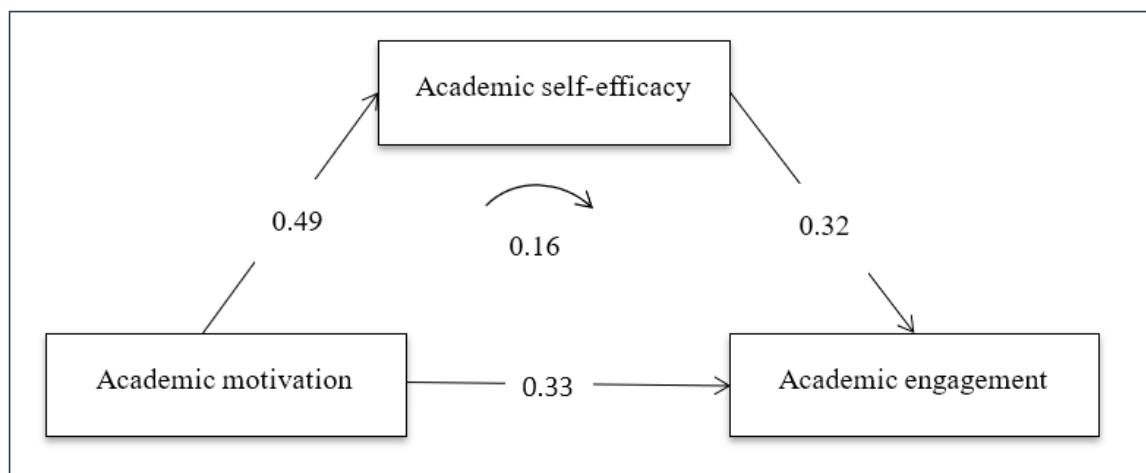 Academic self-efficacy
0.49
0.32
0.16
Academic motivation
0.33
Academic engagement